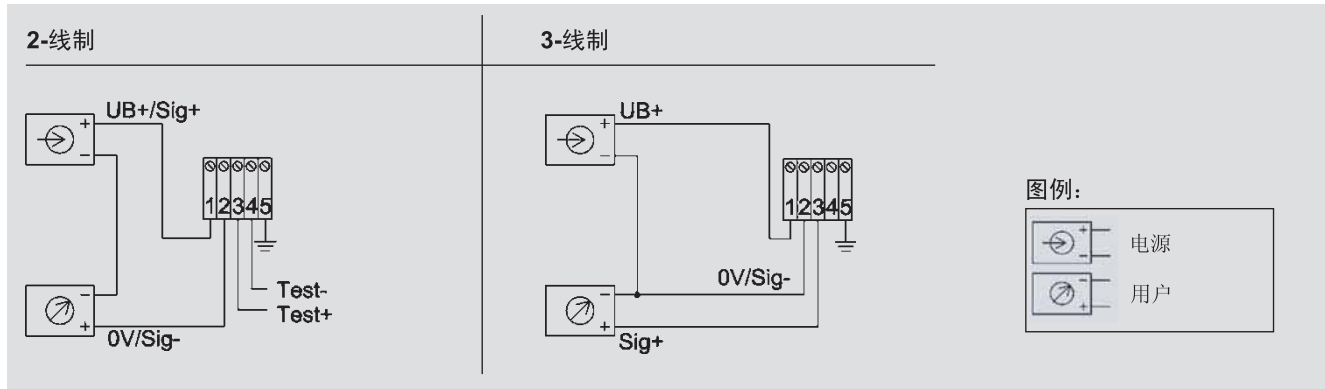 2-线制
UB+/Sig+
+
−
12345
−
+
0V/Sig-
Test-
Test+
3-线制
UB+
+
−
12345
0V/Sig-
−
+
Sig+
图例：
+
−
电源
−
+
用户